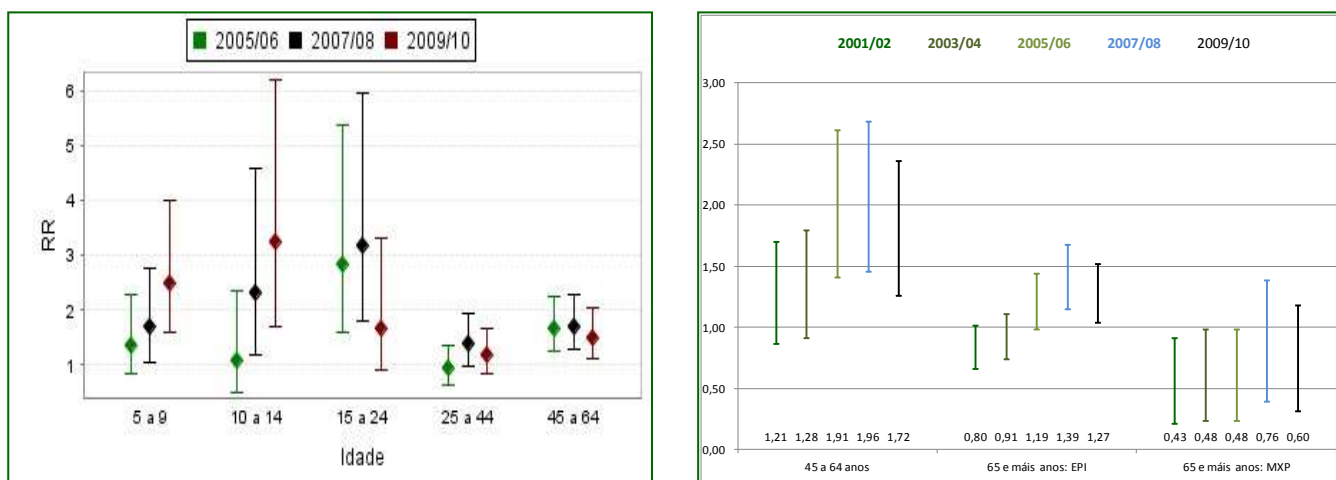 2005/06 2007/08 2009/10
RR
6
5
4
3
2
1
5 a 9 10 a 14 15 a 24 25 a 44 45 a 64
Idade
2001/02 2003/04 2005/06 2007/08 2009/10
3,00
2,50
2,00
1,50
1,00
0,50
0,00
1,21 1,28 1,91 1,96 1,72 0,80 0,91 1,19 1,39 1,27 0,43 0,48 0,48 0,76 0,60
45 a 64 anos 65 e máis anos: EPI 65 e máis anos: MXP